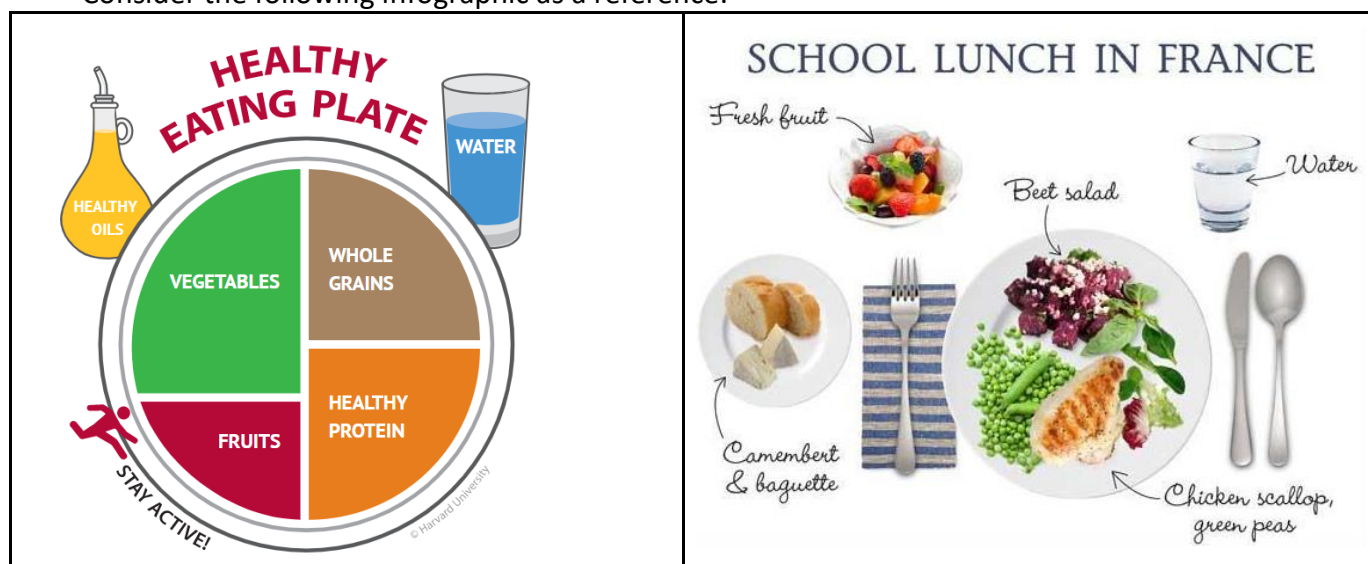 Consider the following infographic as a reference:
HEALTHY
EATING PLATE
HEALTHY
OILS
WATER
VEGETABLES
WHOLE
GRAINS
FRUITS
HEALTHY
PROTEIN
STAY ACTIVE!
© Harvard University
SCHOOL LUNCH IN FRANCE
Fresh fruit
Water
Beet salad
Camembert
& baguette
Chicken scallop,
green peas